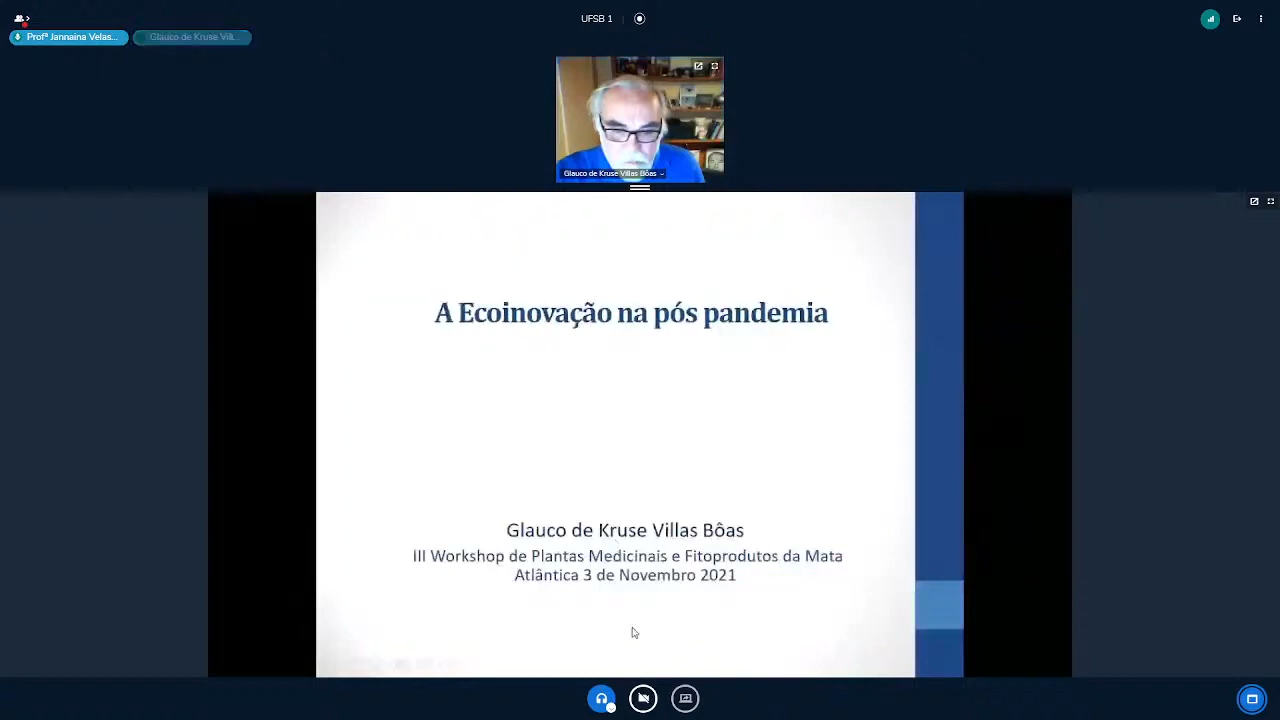 UFSB 1
Profª Jannaina Velas...
Glauco de Kruse Vill...
Glauco de Kruse Villas Bôas
A Ecoinovação na pós pandemia
Glauco de Kruse Villas Bôas
III Workshop de Plantas Medicinais e Fitoprodutos da Mata
Atlântica 3 de Novembro 2021